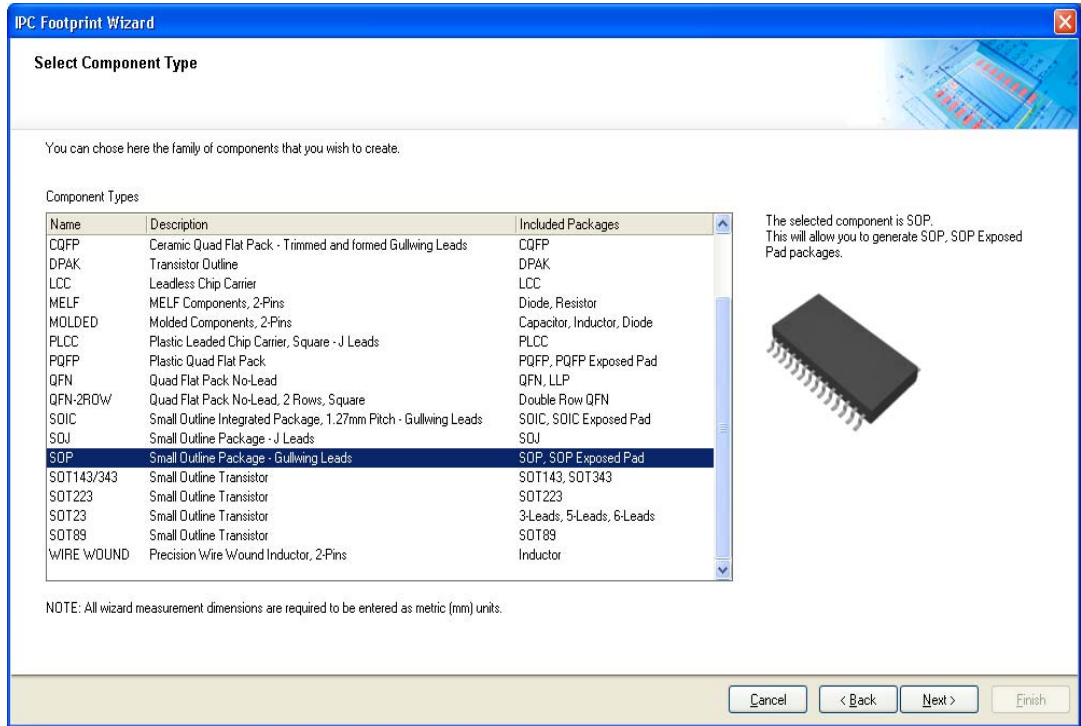 IPC Footprint Wizard
Select Component Type
You can chose here the family of components that you wish to create.
Component Types
Name Description Included Packages
CQFP Ceramic Quad Flat Pack - Trimmed and formed Gullwing Leads CQFP
DPAK Transistor Outline DPAK
LCC Leadless Chip Carrier LCC
MELF MELF Components, 2-Pins Diode, Resistor
MOLDED Molded Components, 2-Pins Capacitor, Inductor, Diode
PLCC Plastic Leaded Chip Carrier, Square - J Leads PLCC
PQFP Plastic Quad Flat Pack PQFP, PQFP Exposed Pad
QFN Quad Flat Pack No-Lead QFN, LLP
QFN-2ROW Quad Flat Pack No-Lead, 2 Rows, Square Double Row QFN
SOIC Small Outline Integrated Package, 1.27mm Pitch - Gullwing Leads SOIC, SOIC Exposed Pad
SOJ Small Outline Package - J Leads SOJ
SOP Small Outline Package - Gullwing Leads SOP, SOP Exposed Pad
SOT143/343 Small Outline Transistor SOT143, SOT343
SOT223 Small Outline Transistor SOT223
SOT23 Small Outline Transistor 3-Leads, 5-Leads, 6-Leads
SOT89 Small Outline Transistor SOT89
WIRE WOUND Precision Wire Wound Inductor, 2-Pins Inductor
The selected component is SOP.
This will allow you to generate SOP, SOP Exposed
Pad packages.
NOTE: All wizard measurement dimensions are required to be entered as metric (mm) units.
Cancel < Back Next > Finish